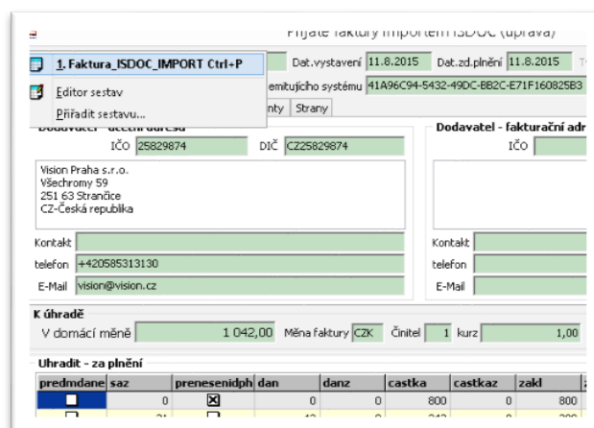 Přijaté faktury importem ISDOC (úprava)
1. Faktura_ISDOC_IMPORT Ctrl+P
Dat.vystavení 11.8.2015 Dat.zd.plnění 11.8.2015
Editor sestav
emitujícího systému 41A96C94-5432-49DC-BB2C-E71F160825B3
Přiřadit sestavu...
nty Strany
Dodavatel - účetní adresa
Dodavatel - fakturační adr
IČO 25829874 DIČ CZ25829874
IČO
Vision Praha s.r.o.
Všechromy 59
251 63 Strančice
CZ-Česká republika
Kontakt
Kontakt
telefon +420585313130
telefon
E-Mail vision@vision.cz
E-Mail
K úhradě
V domácí měně 1 042,00 Měna faktury CZK Činitel 1 kurz 1,00
Uhradit - za plnění
predmdane saz prenesenidph dan danz castka castkaz zakl
0 0 0 800 0 800